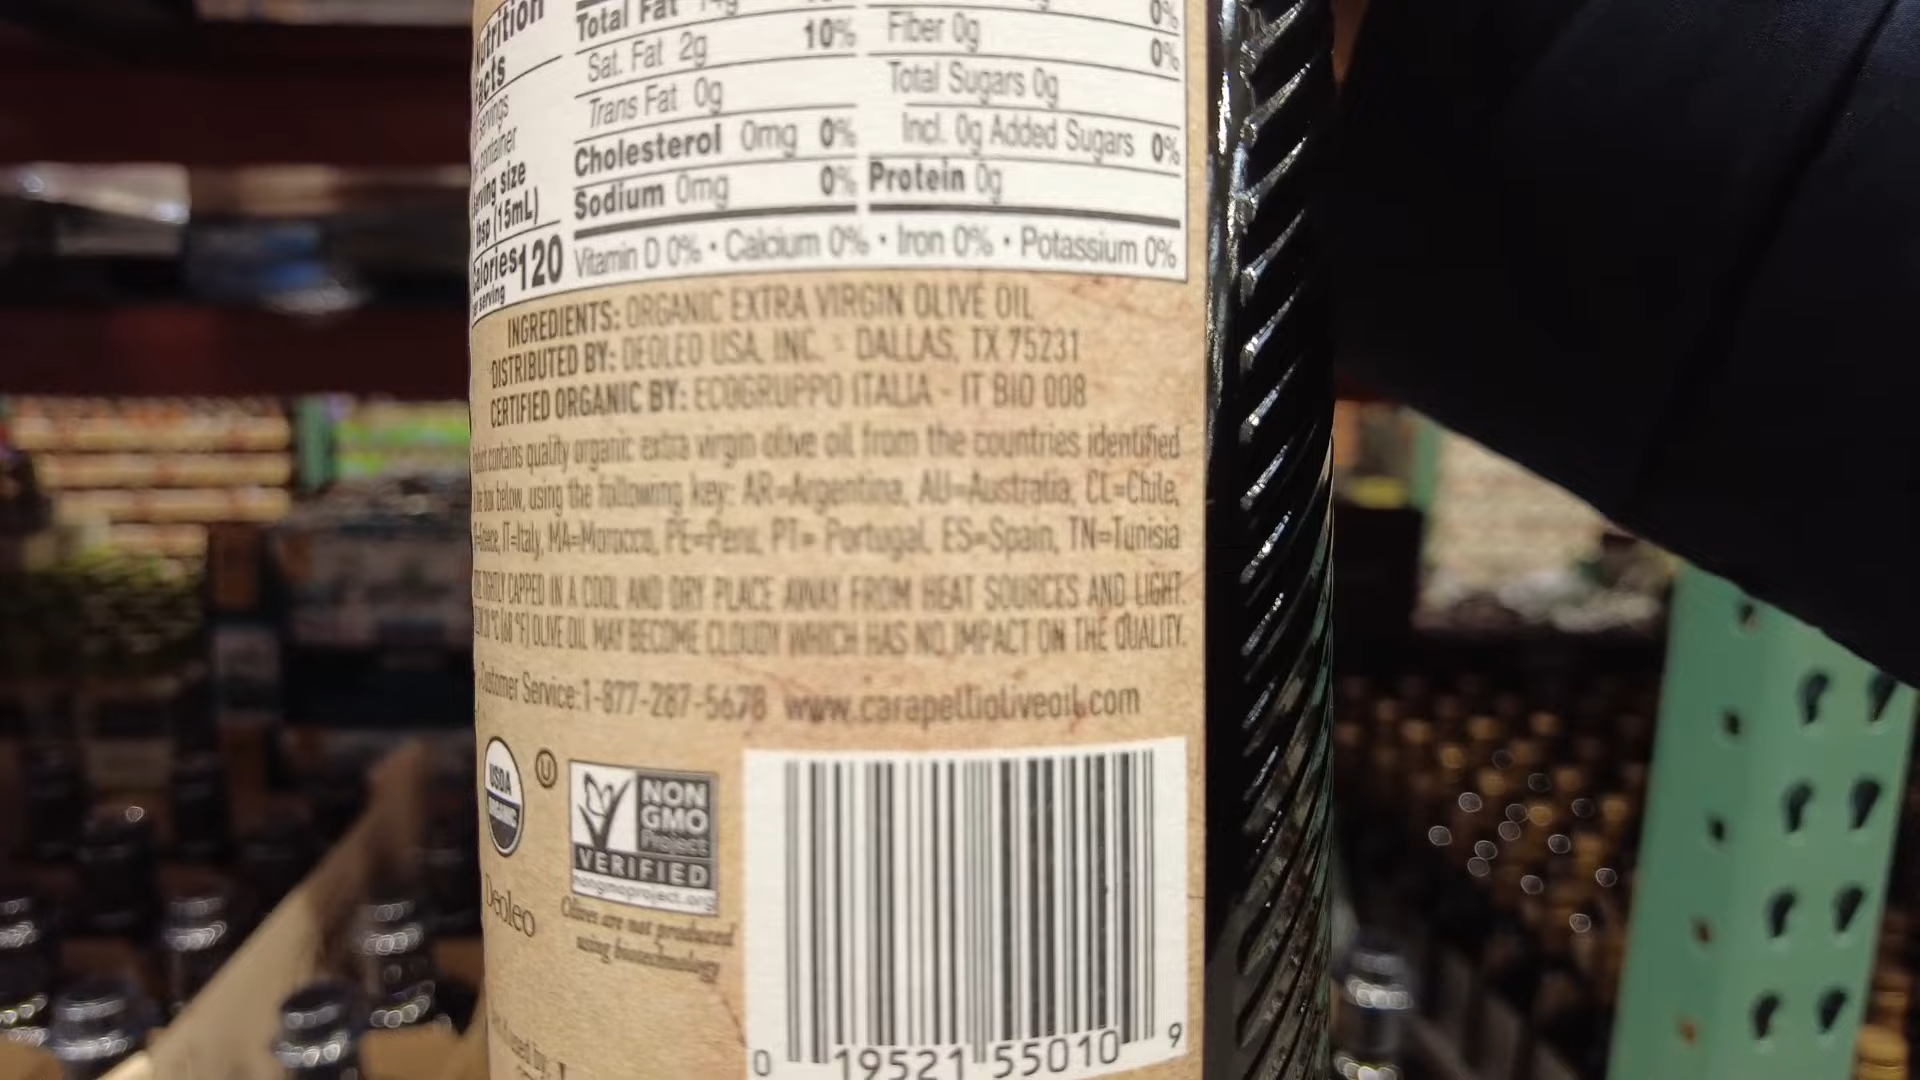 Nutrition
Facts
servings
container
serving size
tbsp (15mL)
Calories 120
per serving
Total Fat 14g
Sat. Fat 2g 10%
Trans Fat 0g
Cholesterol 0mg 0%
Sodium 0mg 0%
0%
Fiber 0g 0%
Total Sugars 0g
Incl. 0g Added Sugars 0%
Protein 0g
Vitamin D 0% • Calcium 0% • Iron 0% • Potassium 0%
INGREDIENTS: ORGANIC EXTRA VIRGIN OLIVE OIL
DISTRIBUTED BY: DEOLEO USA, INC. - DALLAS, TX 75231
CERTIFIED ORGANIC BY: ECOGRUPPO ITALIA - IT BIO 008
contains quality organic extra virgin olive oil from the countries identified
below, using the following key: AR=Argentina, AU=Australia, CL=Chile,
IT=Italy, MA=Morocco, PE=Peru, PT= Portugal, ES=Spain, TN=Tunisia
TIGHTLY CAPPED IN A COOL AND DRY PLACE AWAY FROM HEAT SOURCES AND LIGHT.
(68 °F) OLIVE OIL MAY BECOME CLOUDY WHICH HAS NO IMPACT ON THE QUALITY.
Customer Service: 1-877-287-5678 www.carapellioliveoil.com
USDA
ORGANIC
U
NON
GMO
Project
VERIFIED
nongmoproject.org
Deoleo
Olives are not produced
using biotechnology
0 19521 55010 9